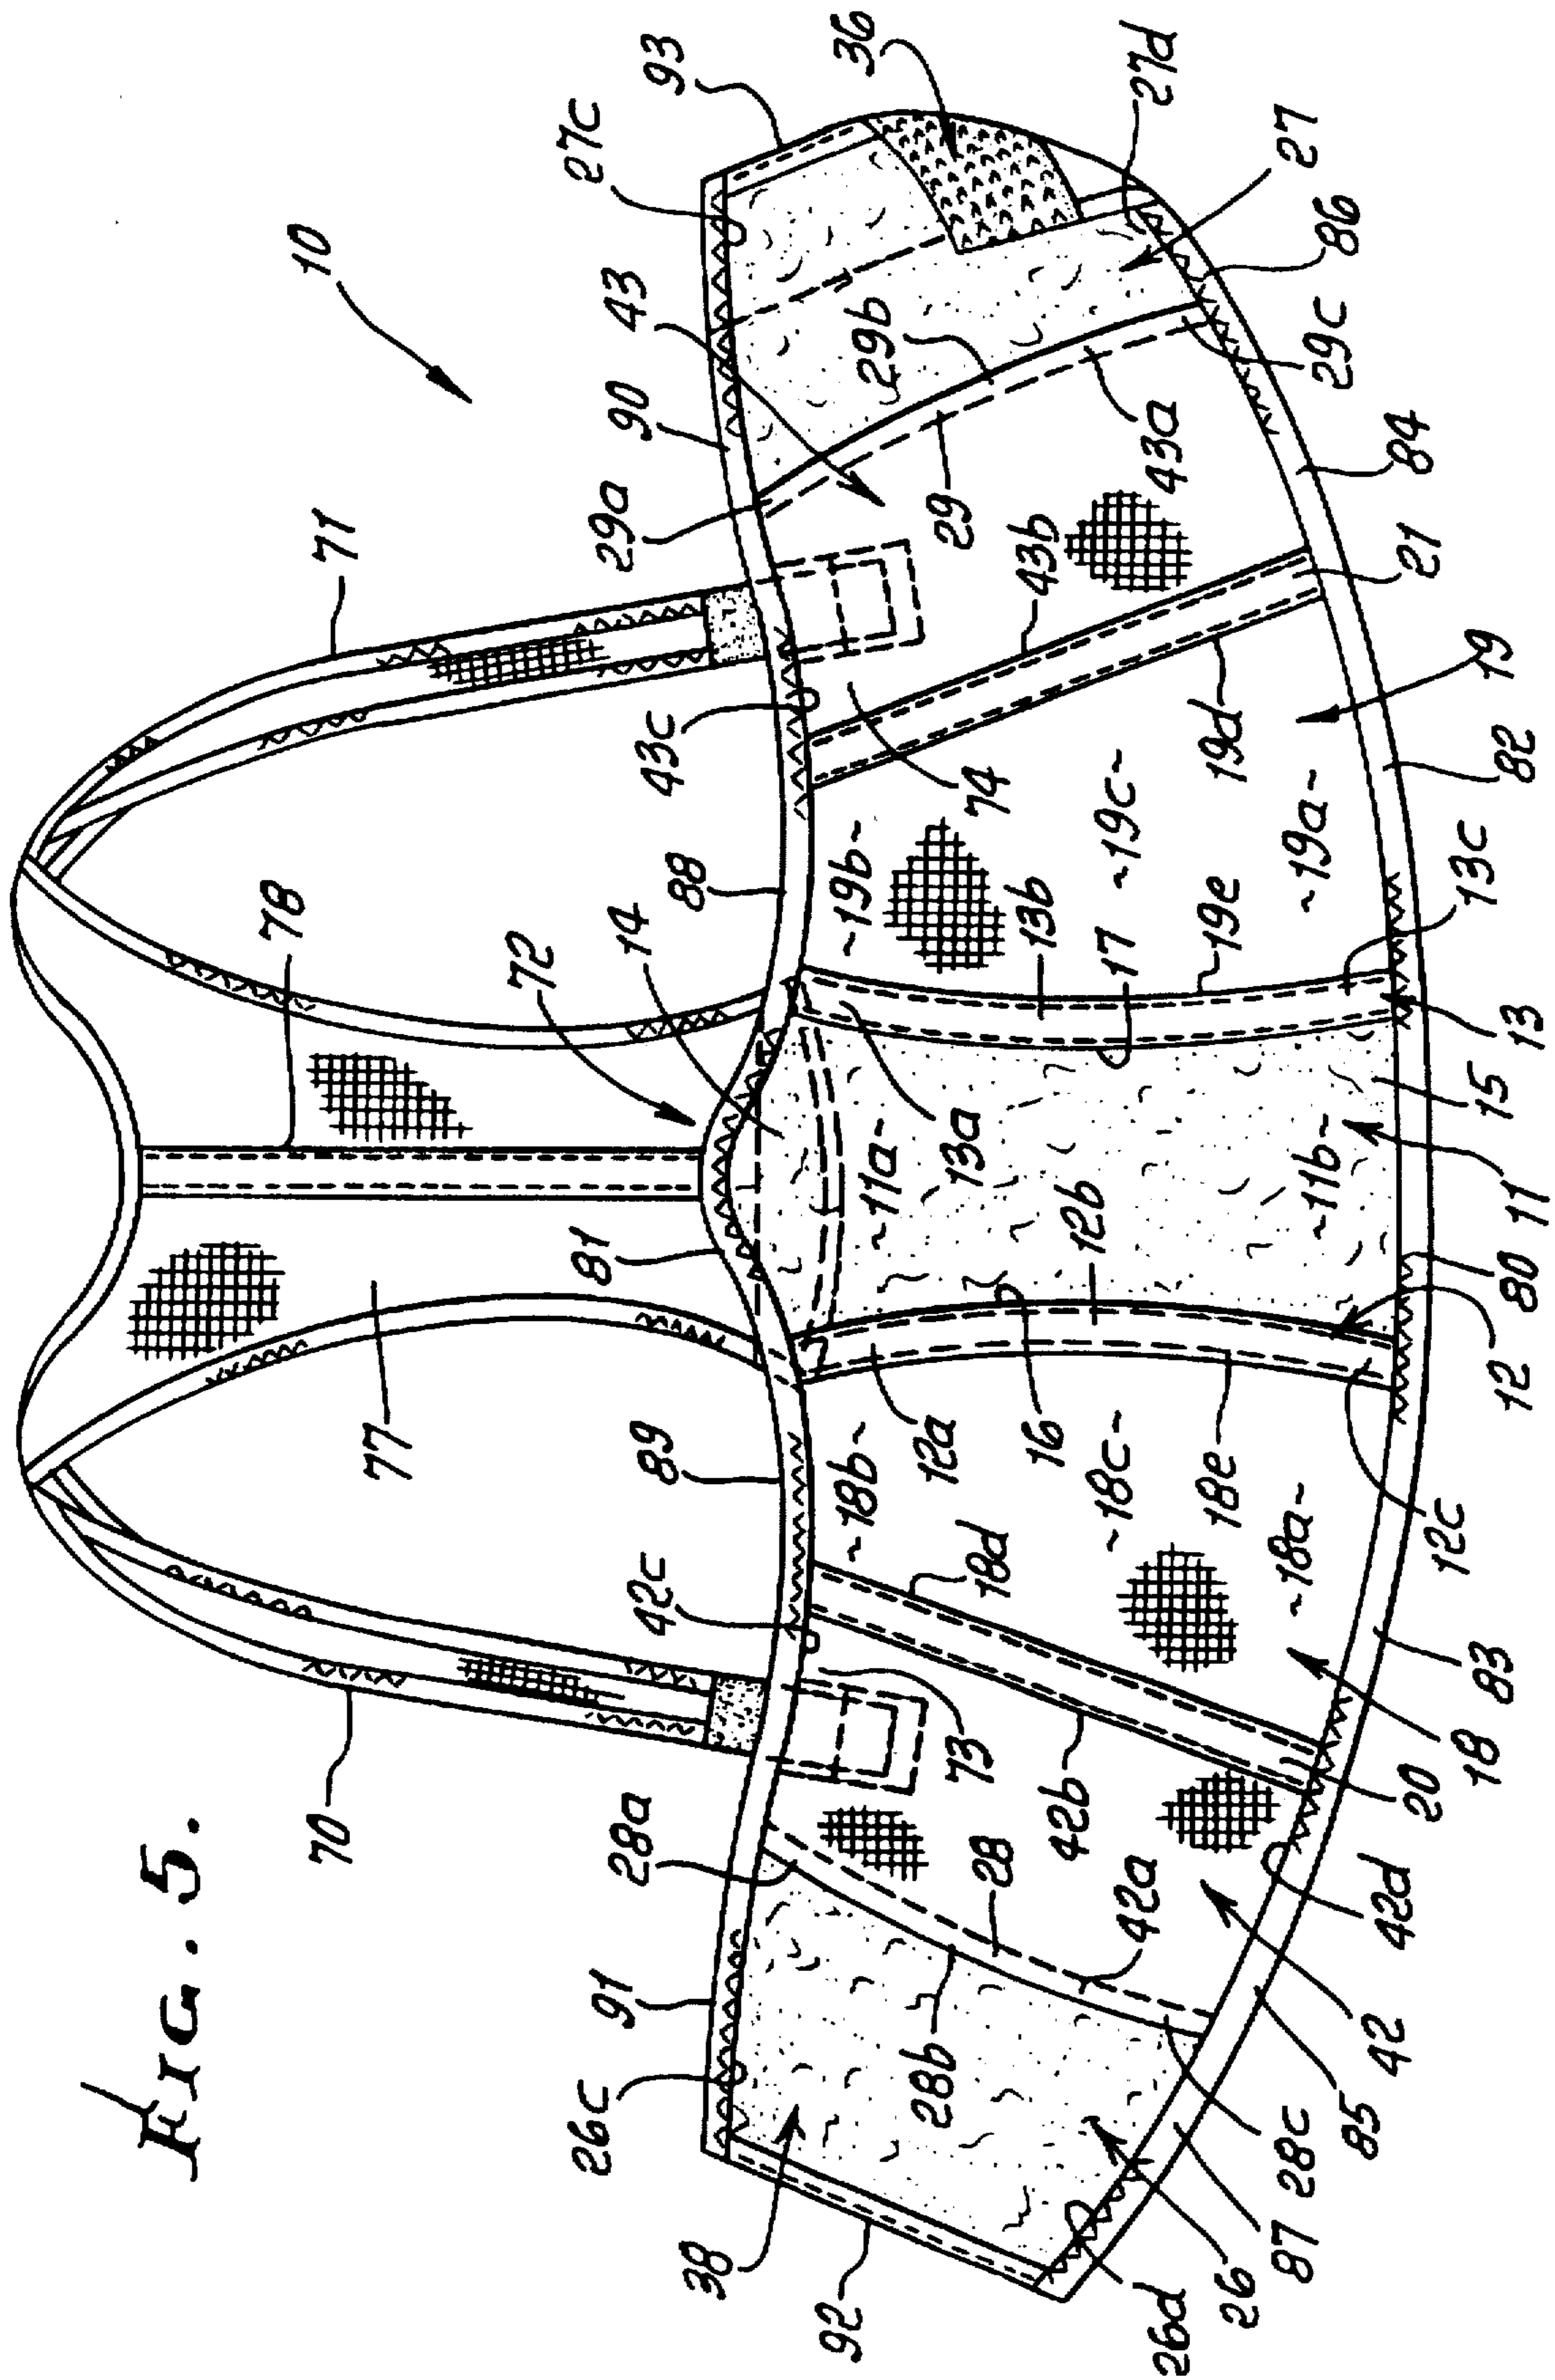 FIG. 5.
10
70
71
78
77
72
14
81
88
89
90
91
92
93
36
38
43
27c
27d
27
86
29
29a
29b
29c
43a
43b
43c
84
21
19
19d
82
74
~19b~
~19c~
~19a~
13b
17
19e
13c
13
13a
15
~11a~
~11b~
11
12b
80
12
16
12a
18e
12c
~18b~
~18c~
~18a~
18d
42c
73
83
18
20
42b
42a
42d
42
28a
28
28b
28c
85
87
26c
26
26d